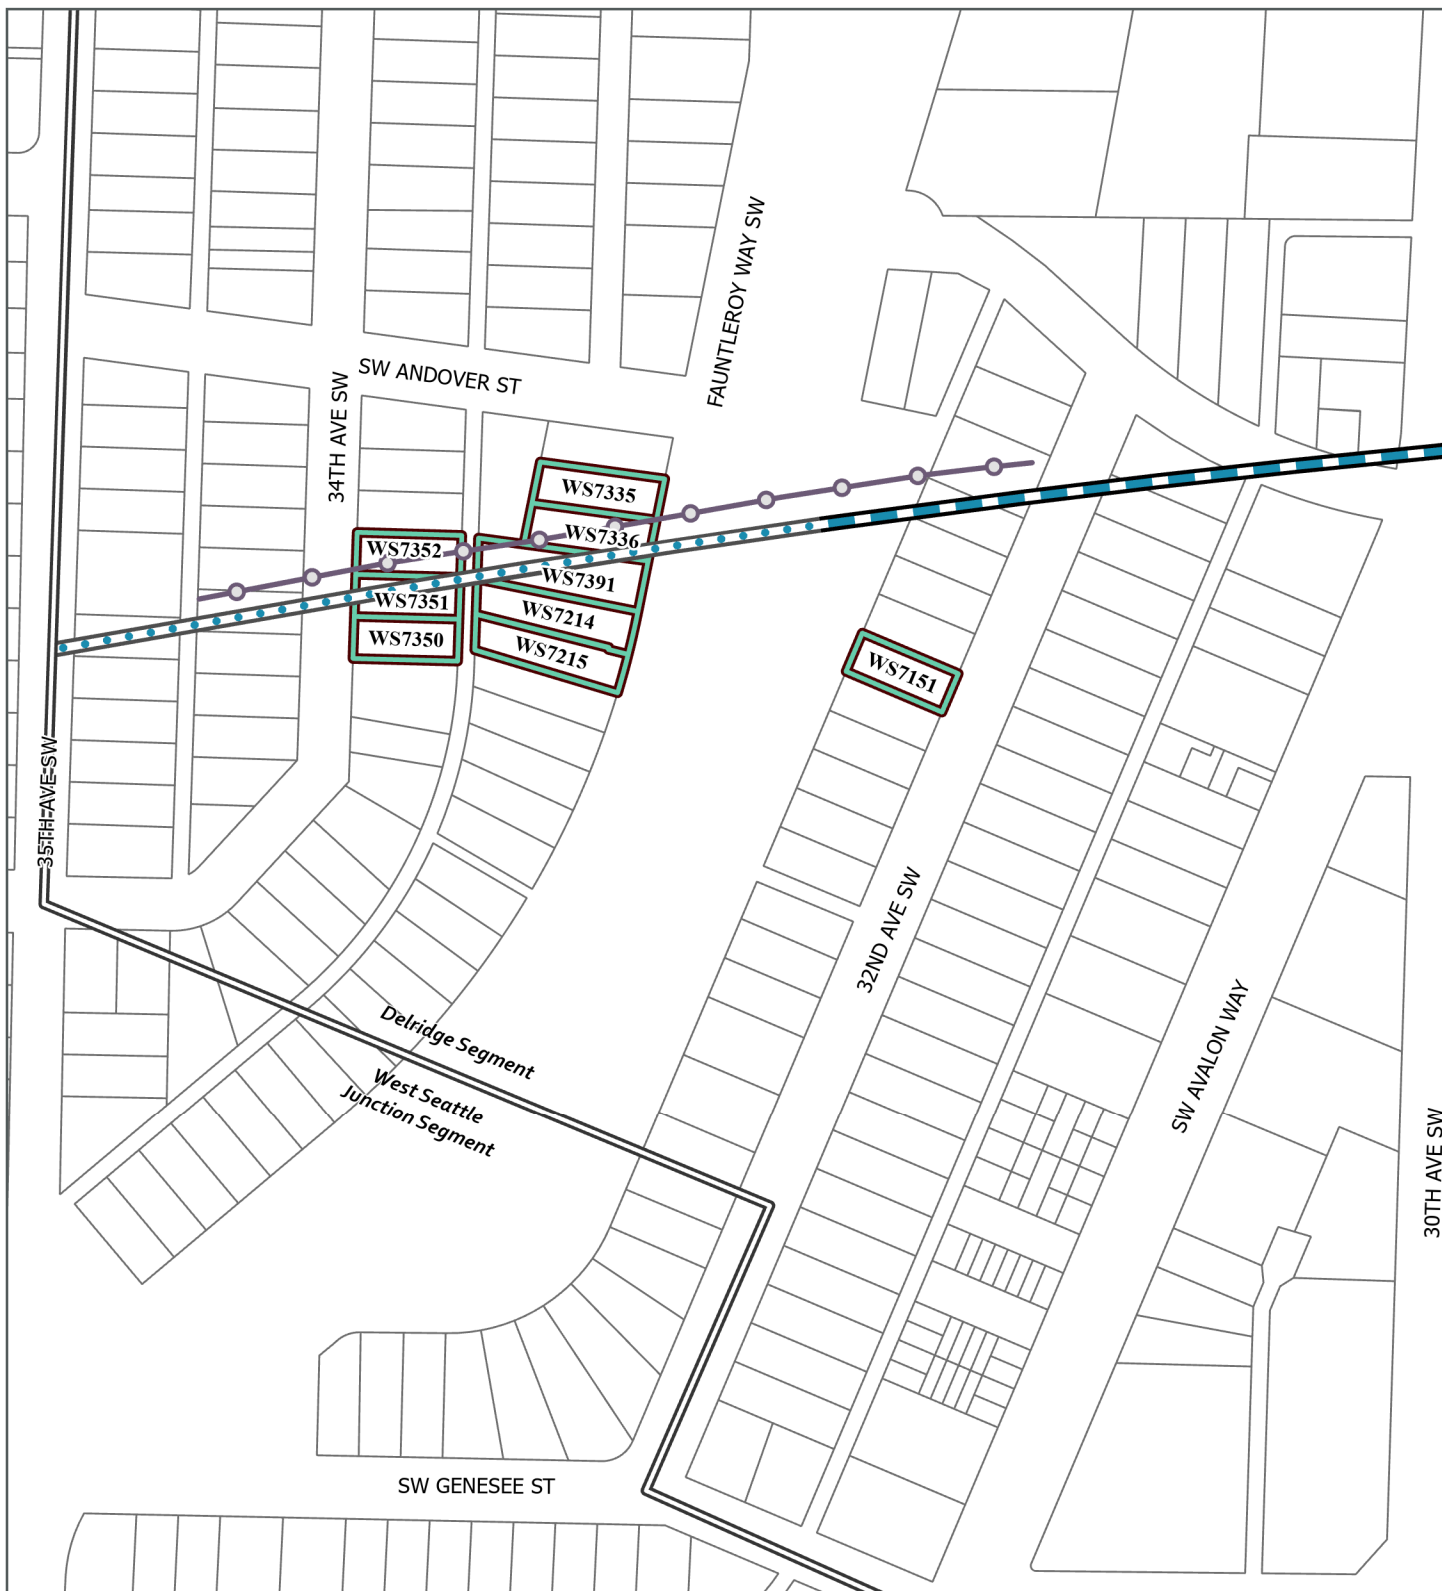 FAUNTLEROY WAY SW
SW ANDOVER ST
34TH AVE SW
WS7335
WS7336
WS7352
WS7391
WS7351
WS7214
WS7350
WS7215
WS7151
35TH AVE SW
32ND AVE SW
SW AVALON WAY
Delridge Segment
West Seattle
Junction Segment
30TH AVE SW
SW GENESEE ST